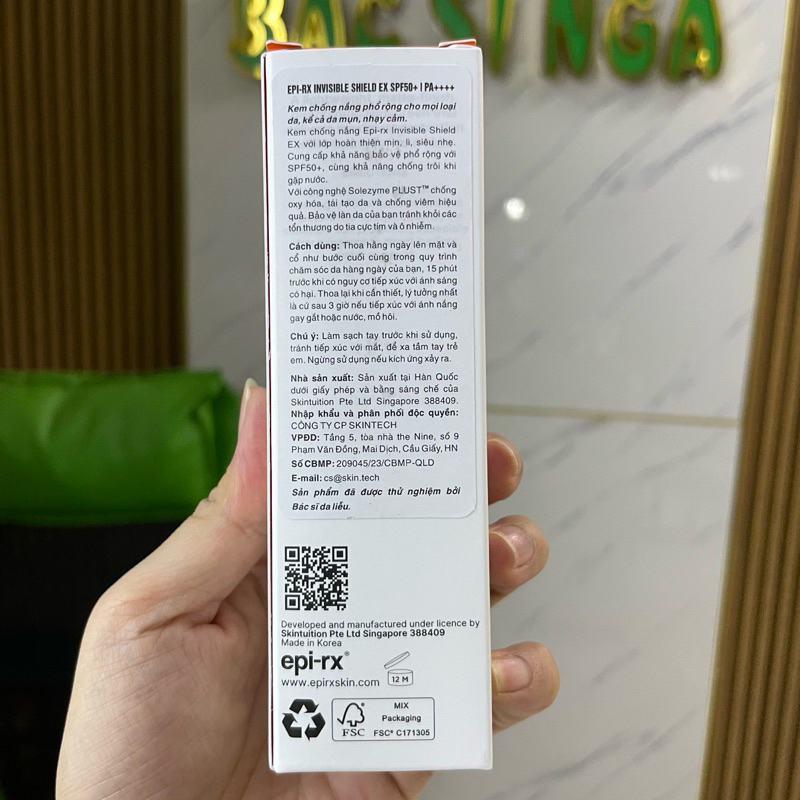 BÁC SĨ NGA
EPI-RX INVISIBLE SHIELD EX SPF50+ | PA++++
Kem chống nắng phổ rộng cho mọi loại
da, kể cả da mụn, nhạy cảm.
Kem chống nắng Epi-rx Invisible Shield
EX với lớp hoàn thiện mịn, lì, siêu nhẹ.
Cung cấp khả năng bảo vệ phổ rộng với
SPF50+, cùng khả năng chống trôi khi
gặp nước.
Với công nghệ Solezyme PLUST™ chống
oxy hóa, tái tạo da và chống viêm hiệu
quả. Bảo vệ làn da của bạn tránh khỏi các
tổn thương do tia cực tím và ô nhiễm.
Cách dùng: Thoa hằng ngày lên mặt và
cổ như bước cuối cùng trong quy trình
chăm sóc da hàng ngày của bạn, 15 phút
trước khi có nguy cơ tiếp xúc với ánh sáng
có hại. Thoa lại khi cần thiết, lý tưởng nhất
là cứ sau 3 giờ nếu tiếp xúc với ánh nắng
gay gắt hoặc nước, mồ hôi.
Chú ý: Làm sạch tay trước khi sử dụng,
tránh tiếp xúc với mắt, để xa tầm tay trẻ
em. Ngừng sử dụng nếu kích ứng xảy ra.
Nhà sản xuất: Sản xuất tại Hàn Quốc
dưới giấy phép và bằng sáng chế của
Skintuition Pte Ltd Singapore 388409.
Nhập khẩu và phân phối độc quyền:
CÔNG TY CP SKINTECH
VPĐD: Tầng 5, tòa nhà the Nine, số 9
Phạm Văn Đồng, Mai Dịch, Cầu Giấy, HN
Số CBMP: 209045/23/CBMP-QLD
E-mail: cs@skin.tech
Sản phẩm đã được thử nghiệm bởi
Bác sĩ da liễu.
Developed and manufactured under licence by
Skintuition Pte Ltd Singapore 388409
Made in Korea
epi-rx®
www.epirxskin.com
12 M
FSC
MIX
Packaging
FSC® C171305